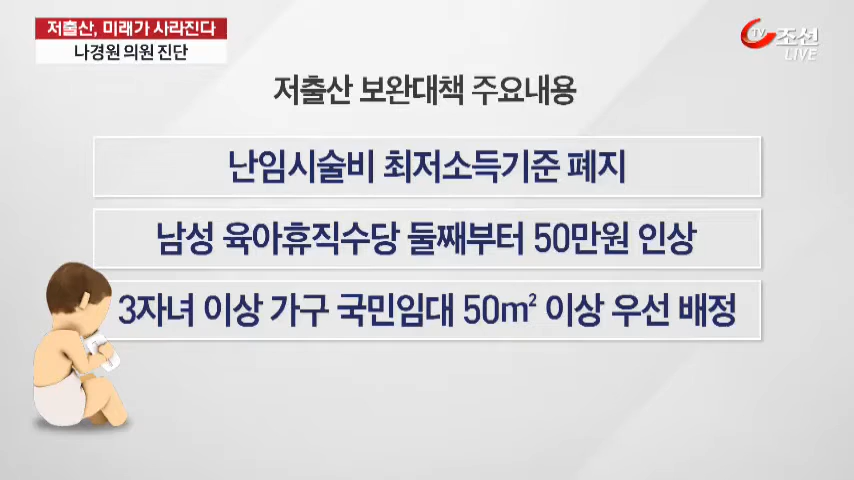 저출산, 미래가 사라진다
나경원 의원 진단
TV조선
LIVE
저출산 보완대책 주요내용
난임시술비 최저소득기준 폐지
남성 육아휴직수당 둘째부터 50만원 인상
3자녀 이상 가구 국민임대 50m² 이상 우선 배정